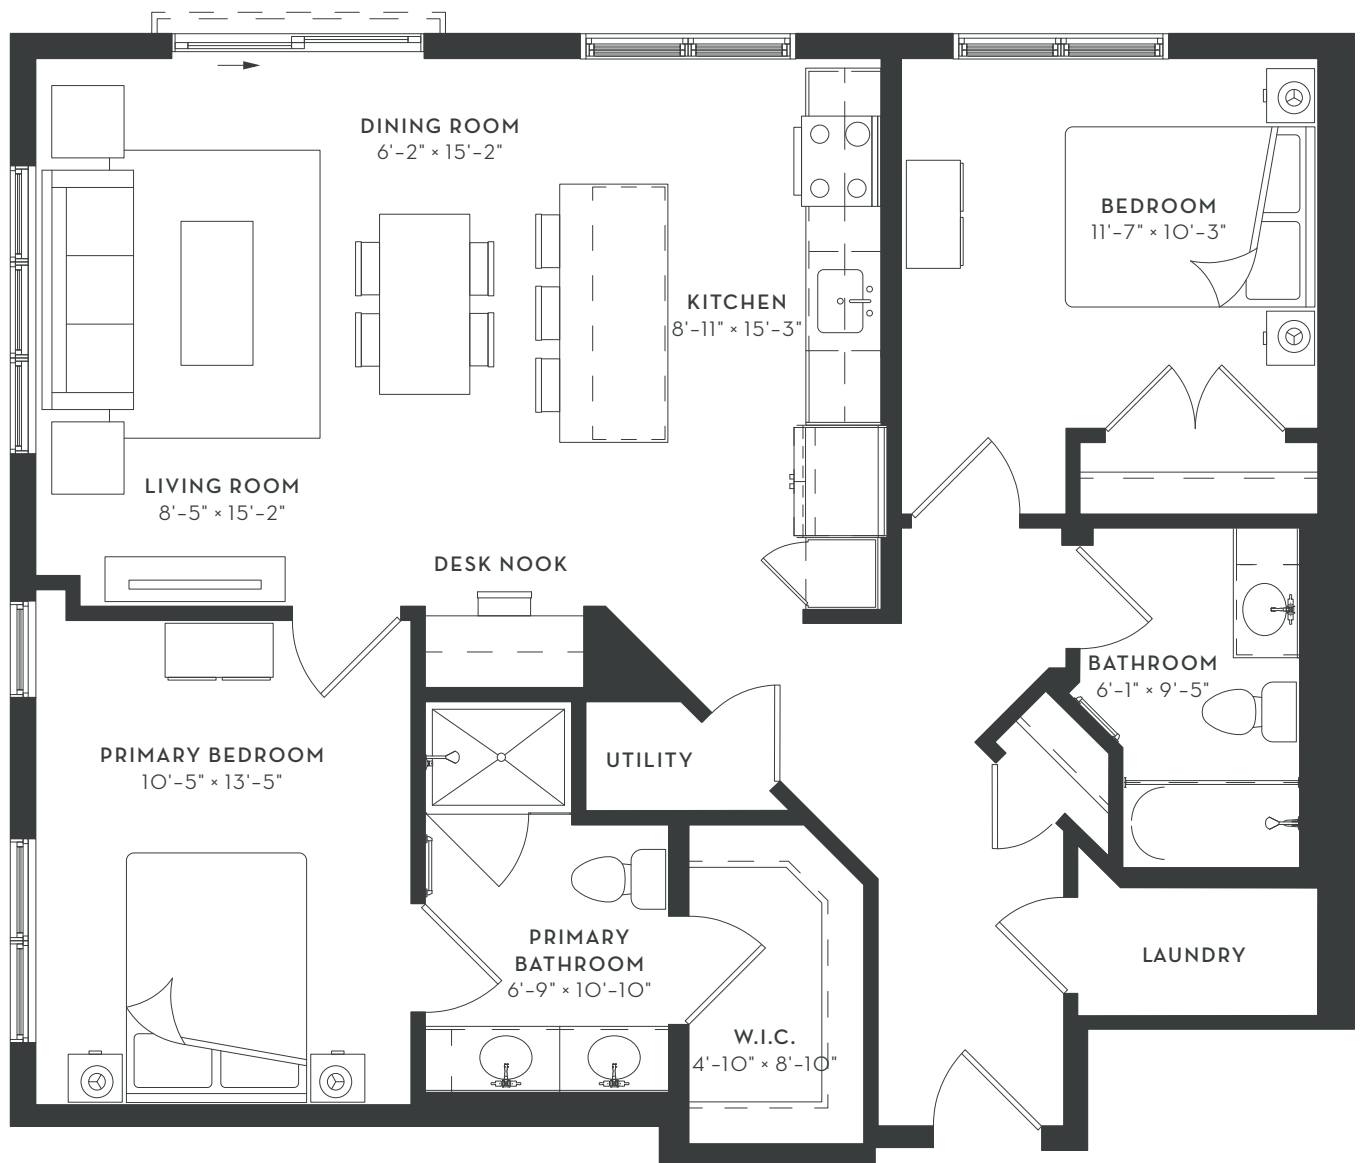 DINING ROOM
6'-2" × 15'-2"
BEDROOM
11'-7" × 10'-3"
KITCHEN
8'-11" × 15'-3"
LIVING ROOM
8'-5" × 15'-2"
DESK NOOK
BATHROOM
6'-1" × 9'-5"
PRIMARY BEDROOM
10'-5" × 13'-5"
UTILITY
PRIMARY
BATHROOM
6'-9" × 10'-10"
LAUNDRY
W.I.C.
4'-10" × 8'-10"